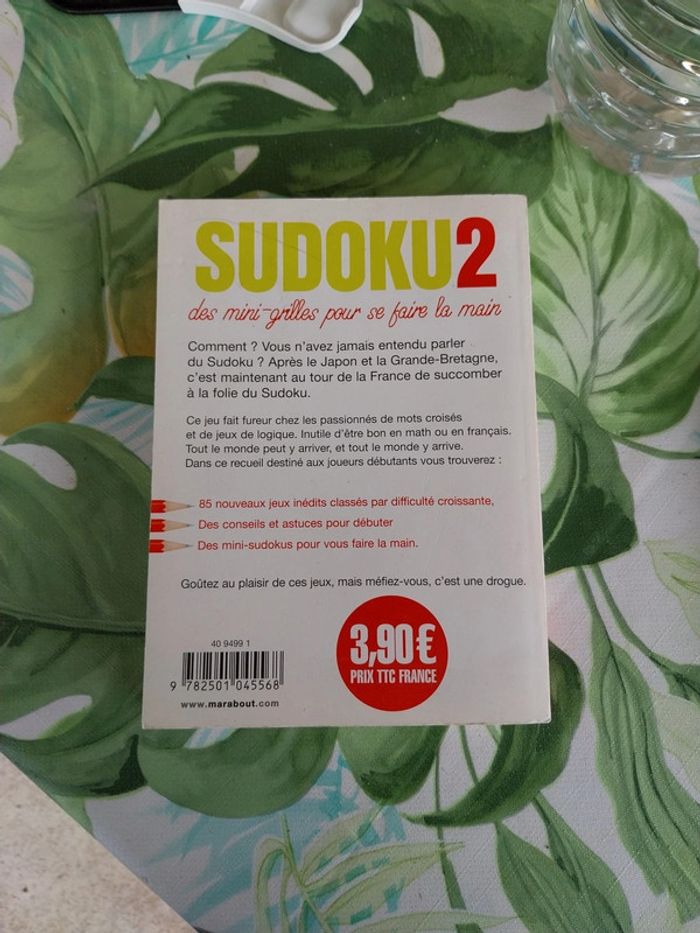 SUDOKU2
des mini-grilles pour se faire la main
Comment ? Vous n'avez jamais entendu parler
du Sudoku ? Après le Japon et la Grande-Bretagne,
c'est maintenant au tour de la France de succomber
à la folie du Sudoku.
Ce jeu fait fureur chez les passionnés de mots croisés
et de jeux de logique. Inutile d'être bon en math ou en français.
Tout le monde peut y arriver, et tout le monde y arrive.
Dans ce recueil destiné aux joueurs débutants vous trouverez :
85 nouveaux jeux inédits classés par difficulté croissante,
Des conseils et astuces pour débuter
Des mini-sudokus pour vous faire la main.
Goûtez au plaisir de ces jeux, mais méfiez-vous, c'est une drogue.
40 9499 1
9 782501 045568
www.marabout.com
3,90€
PRIX TTC FRANCE